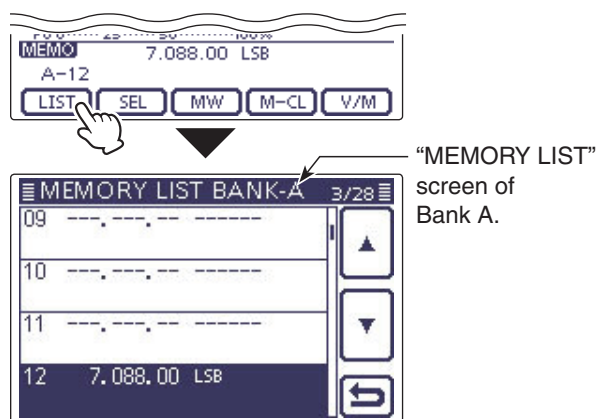 MEMO 7.088.00 LSB
A-12
LIST SEL MW M-CL V/M
“MEMORY LIST”
screen of
Bank A.
MEMORY LIST BANK-A 3/28
09 ---.---.-- ------
10 ---.---.-- ------
11 ---.---.-- ------
12 7.088.00 LSB